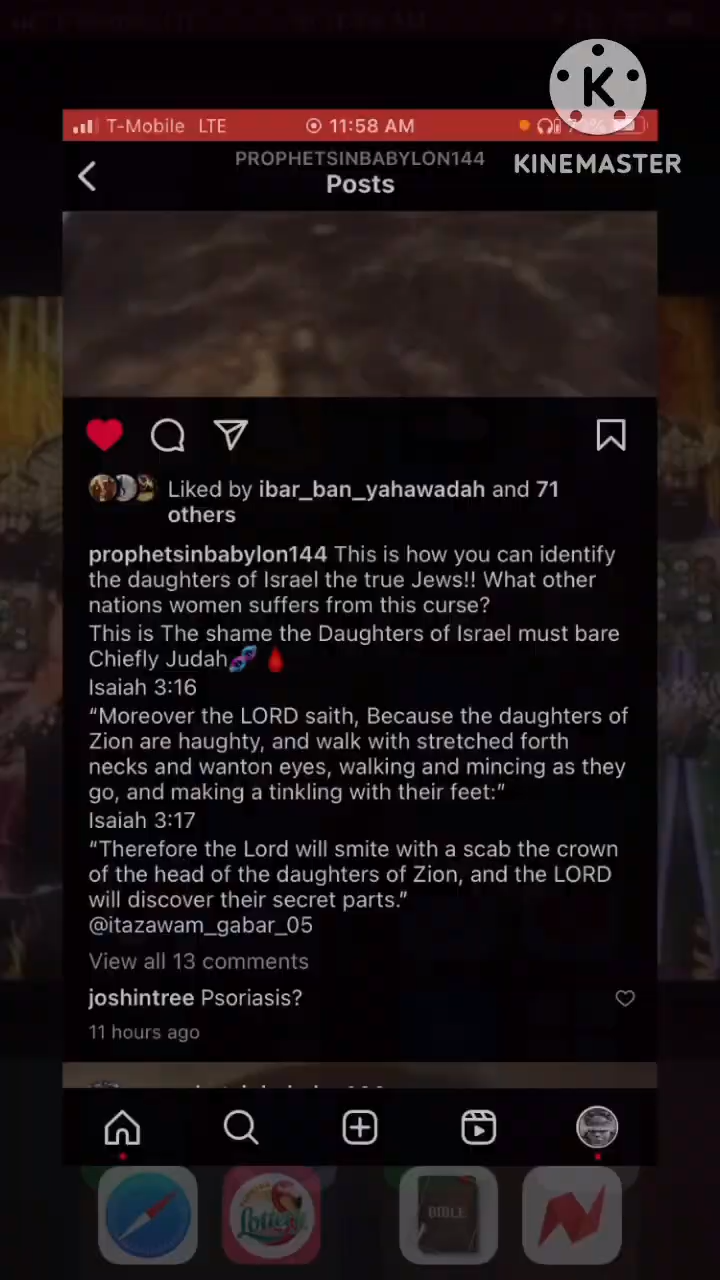 K
KINEMASTER
T-Mobile LTE 11:58 AM
PROPHETSINBABYLON144
Posts
Liked by ibar_ban_yahawadah and 71
others
prophetsinbabylon144 This is how you can identify
the daughters of Israel the true Jews!! What other
nations women suffers from this curse?
This is The shame the Daughters of Israel must bare
Chiefly Judah🧬🩸
Isaiah 3:16
“Moreover the LORD saith, Because the daughters of
Zion are haughty, and walk with stretched forth
necks and wanton eyes, walking and mincing as they
go, and making a tinkling with their feet:”
Isaiah 3:17
“Therefore the Lord will smite with a scab the crown
of the head of the daughters of Zion, and the LORD
will discover their secret parts.”
@itazawam_gabar_05
View all 13 comments
joshintree Psoriasis?
11 hours ago
Lottery
BIBLE